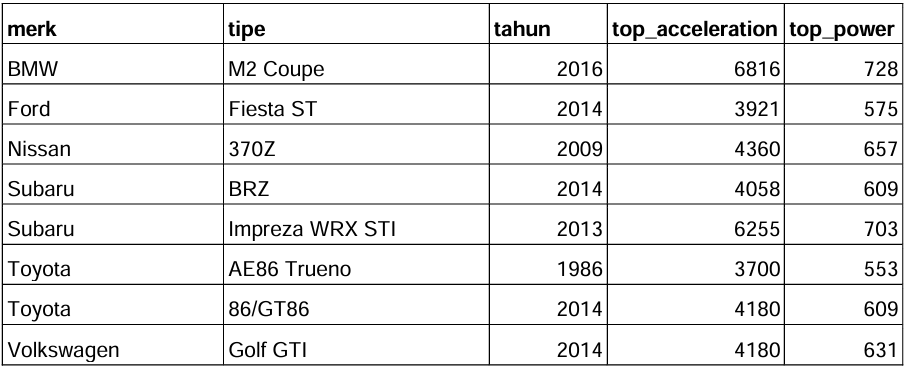 merk tipe tahun top_acceleration top_power
BMW M2 Coupe 2016 6816 728
Ford Fiesta ST 2014 3921 575
Nissan 370Z 2009 4360 657
Subaru BRZ 2014 4058 609
Subaru Impreza WRX STI 2013 6255 703
Toyota AE86 Trueno 1986 3700 553
Toyota 86/GT86 2014 4180 609
Volkswagen Golf GTI 2014 4180 631